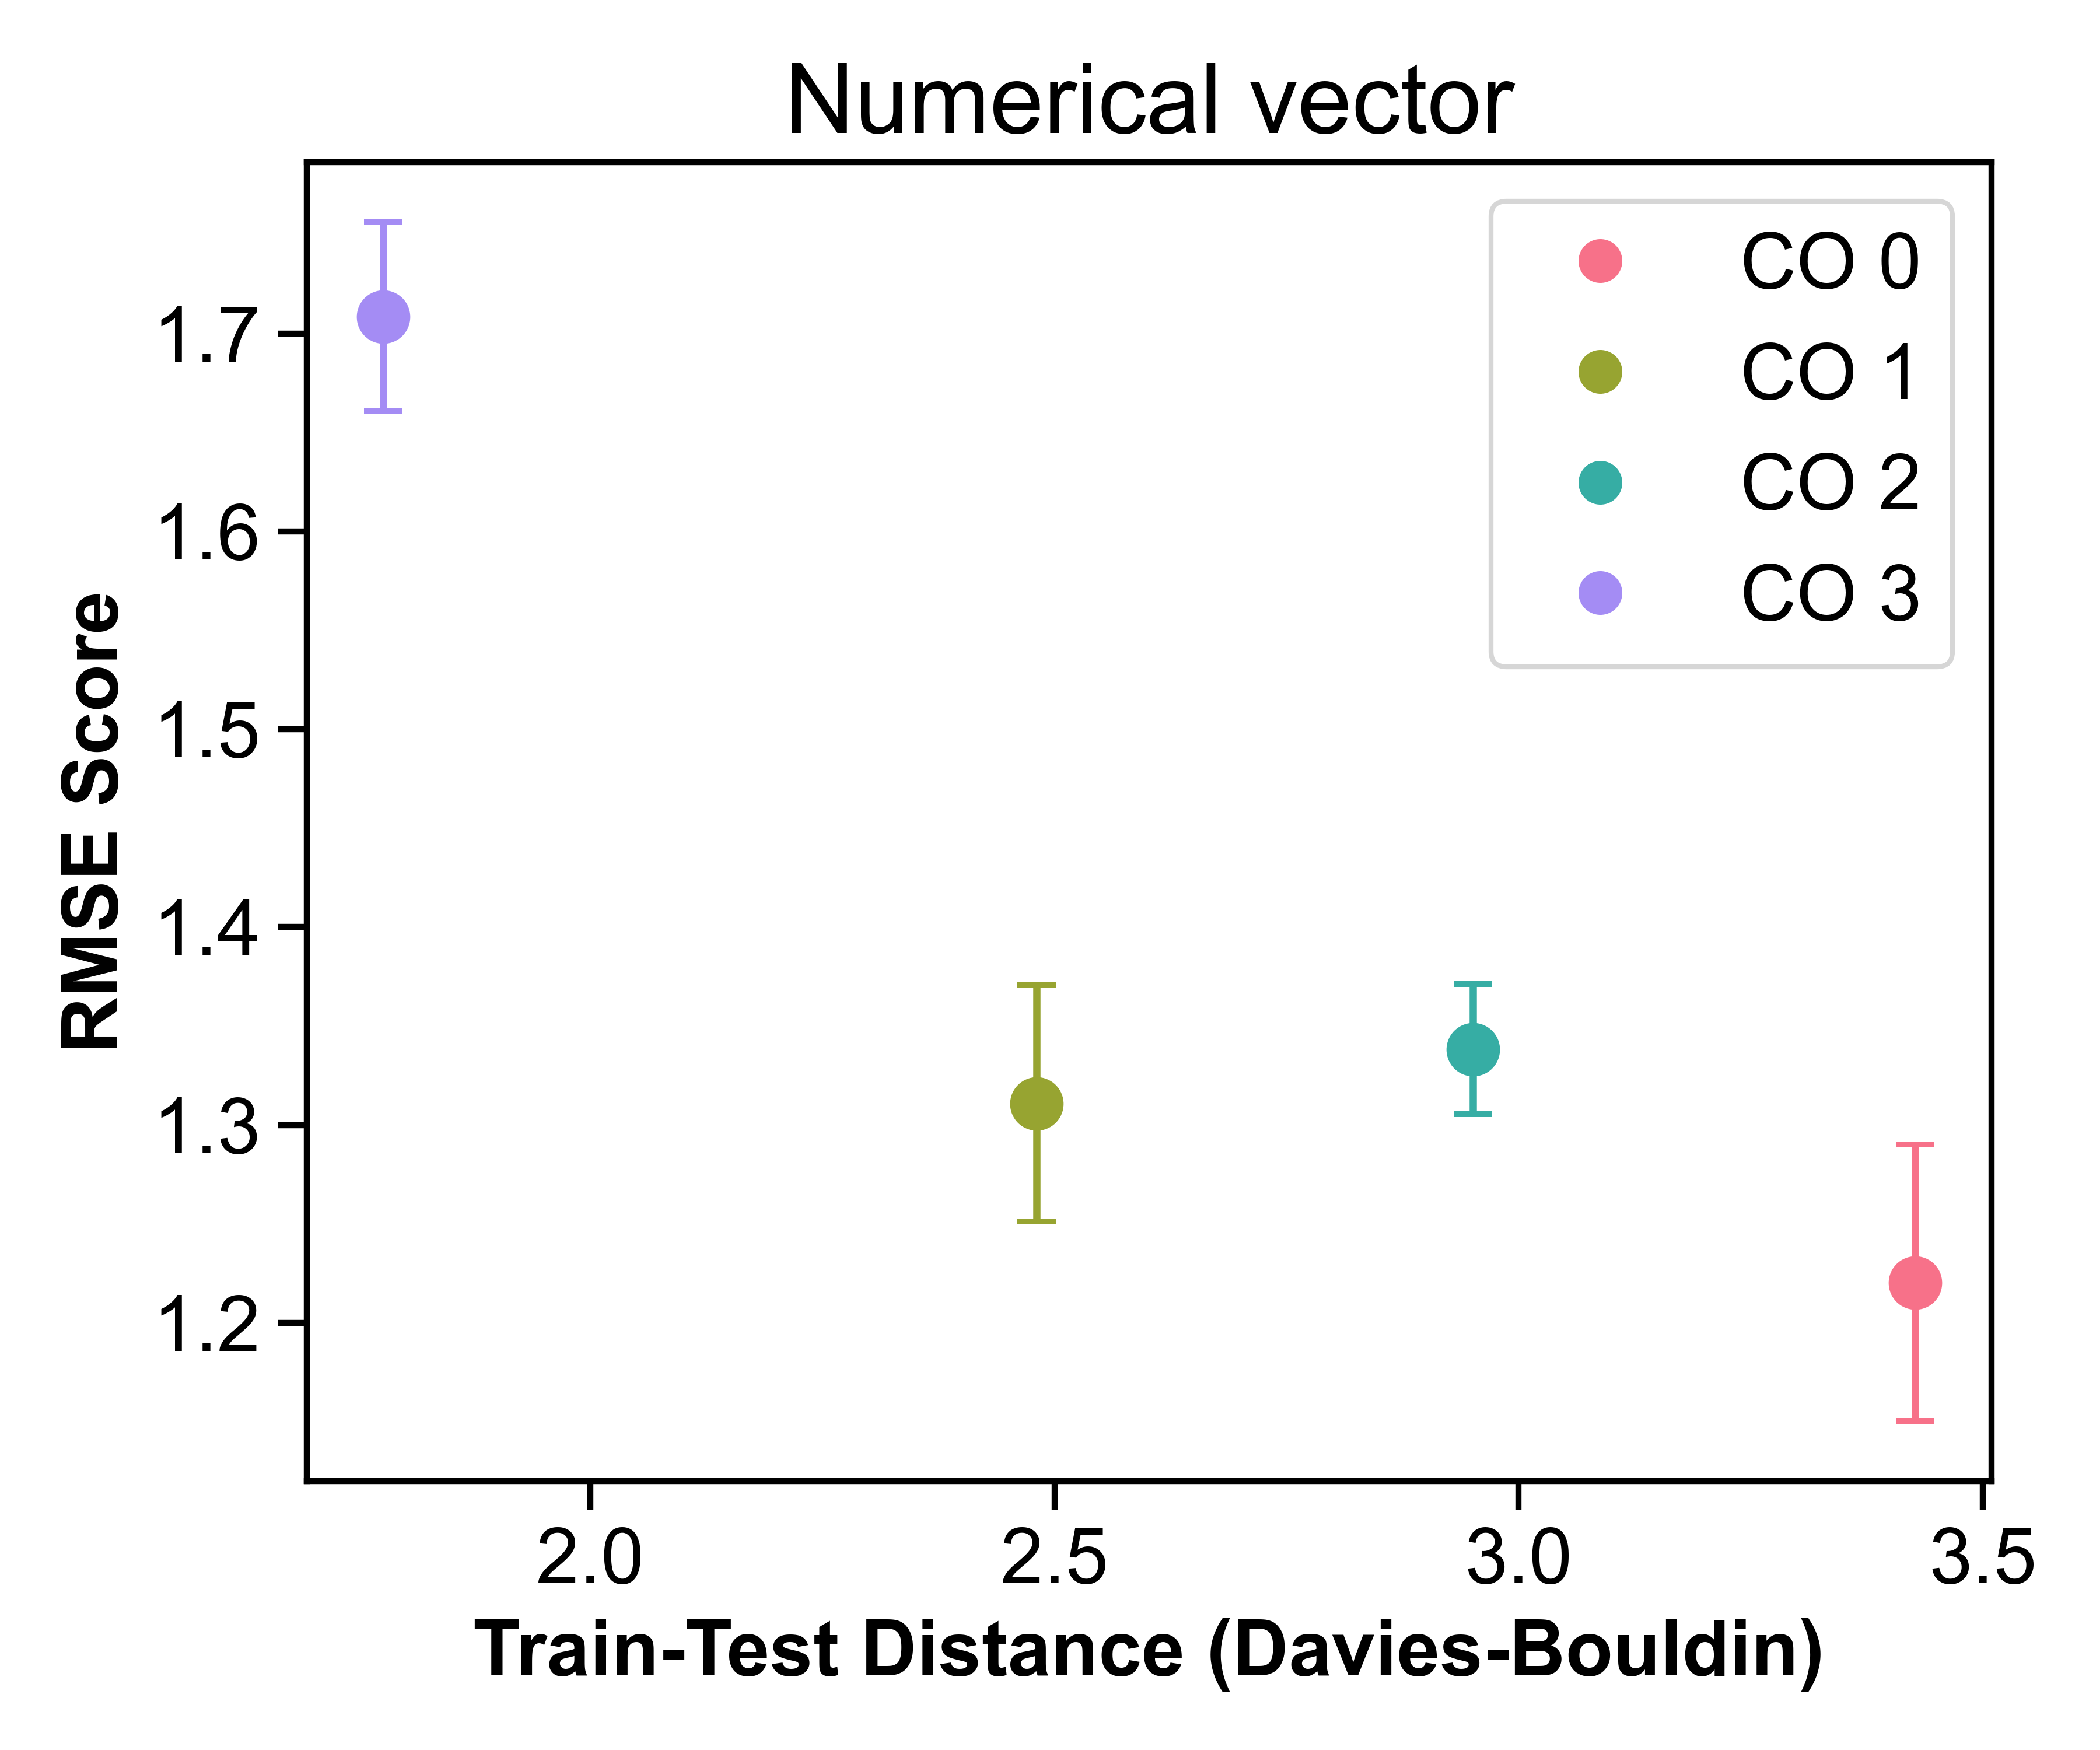 Numerical vector
CO 0
CO 1
CO 2
CO 3
1.7
1.6
1.5
1.4
1.3
1.2
RMSE Score
2.0 2.5 3.0 3.5
Train-Test Distance (Davies-Bouldin)